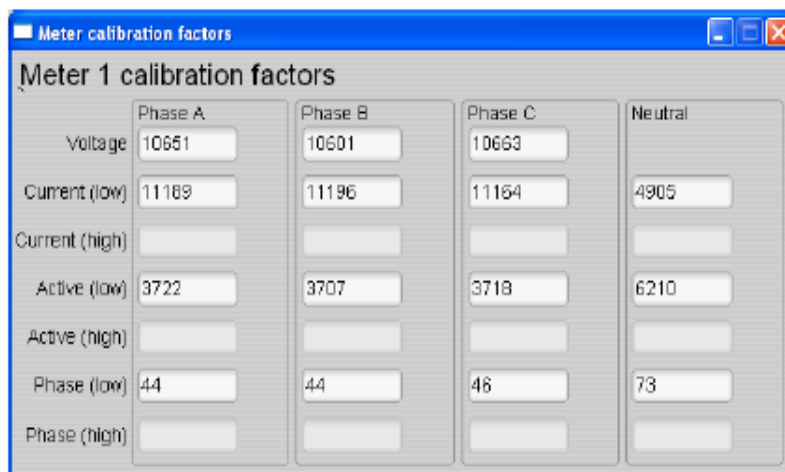 Meter calibration factors
Meter 1 calibration factors
Phase A Phase B Phase C Neutral
Voltage 10651 10601 10663
Current (low) 11189 11196 11164 4905
Current (high)
Active (low) 3722 3707 3718 6210
Active (high)
Phase (low) 44 44 46 73
Phase (high)